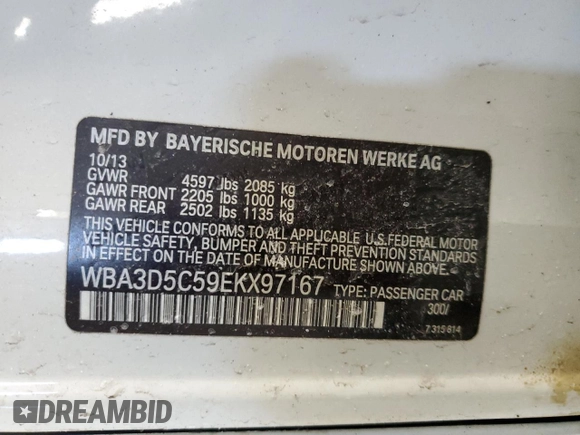 MFD BY BAYERISCHE MOTOREN WERKE AG
10/13
GVWR 4597 lbs 2085 kg
GAWR FRONT 2205 lbs 1000 kg
GAWR REAR 2502 lbs 1135 kg
THIS VEHICLE CONFORMS TO ALL APPLICABLE U.S.FEDERAL MOTOR
VEHICLE SAFETY, BUMPER AND THEFT PREVENTION STANDARDS
IN EFFECT ON THE DATE OF MANUFACTURE SHOWN ABOVE.
WBA3D5C59EKX97167 TYPE: PASSENGER CAR
300/
7 315 814
DREAMBID